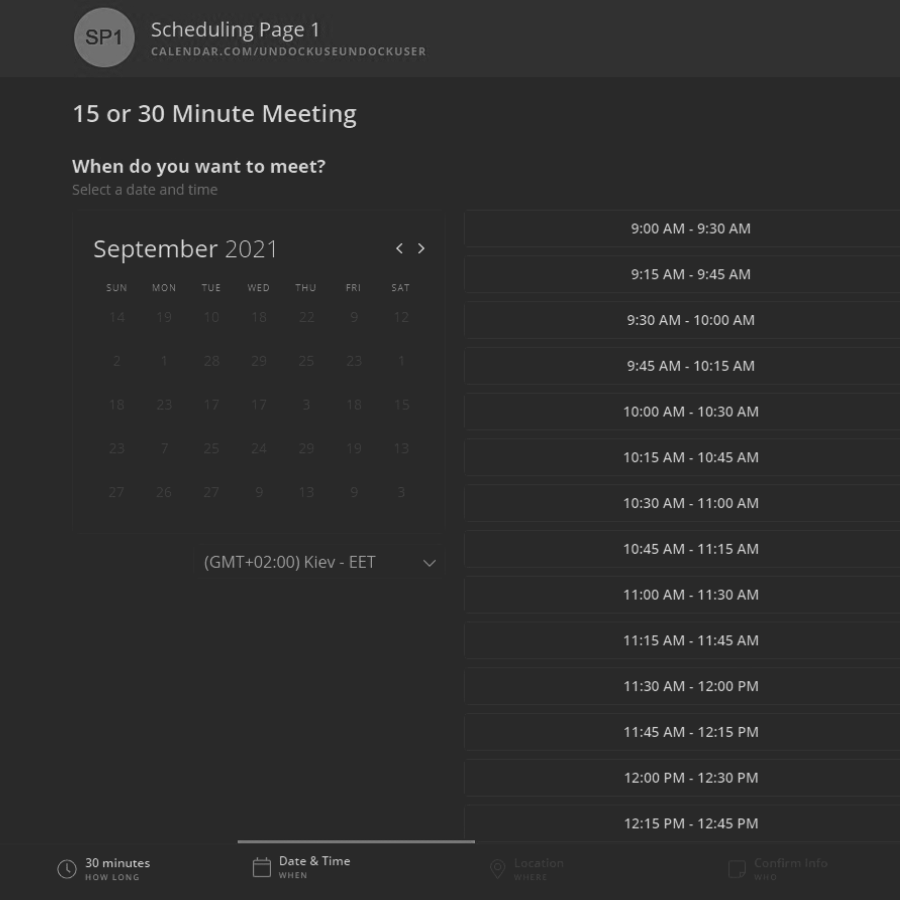 SP1
Scheduling Page 1
CALENDAR.COM/UNDOCKUSEUNDOCKUSER
15 or 30 Minute Meeting
When do you want to meet?
Select a date and time
September 2021
SUN MON TUE WED THU FRI SAT
14 19 10 18 22 9 12
2 1 28 29 25 23 1
18 23 17 17 3 18 15
23 7 25 24 29 19 13
27 26 27 9 13 9 3
(GMT+02:00) Kiev - EET
9:00 AM - 9:30 AM
9:15 AM - 9:45 AM
9:30 AM - 10:00 AM
9:45 AM - 10:15 AM
10:00 AM - 10:30 AM
10:15 AM - 10:45 AM
10:30 AM - 11:00 AM
10:45 AM - 11:15 AM
11:00 AM - 11:30 AM
11:15 AM - 11:45 AM
11:30 AM - 12:00 PM
11:45 AM - 12:15 PM
12:00 PM - 12:30 PM
12:15 PM - 12:45 PM
30 minutes
HOW LONG
Date & Time
WHEN
Location
WHERE
Confirm Info
WHO